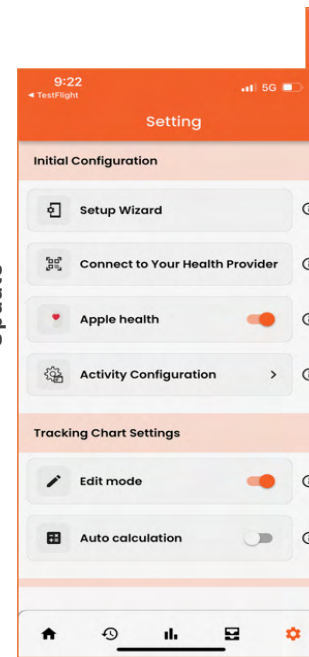 9:22
5G
◄ TestFlight
Setting
Initial Configuration
Setup Wizard
Connect to Your Health Provider
Apple health
Activity Configuration
Tracking Chart Settings
Edit mode
Auto calculation